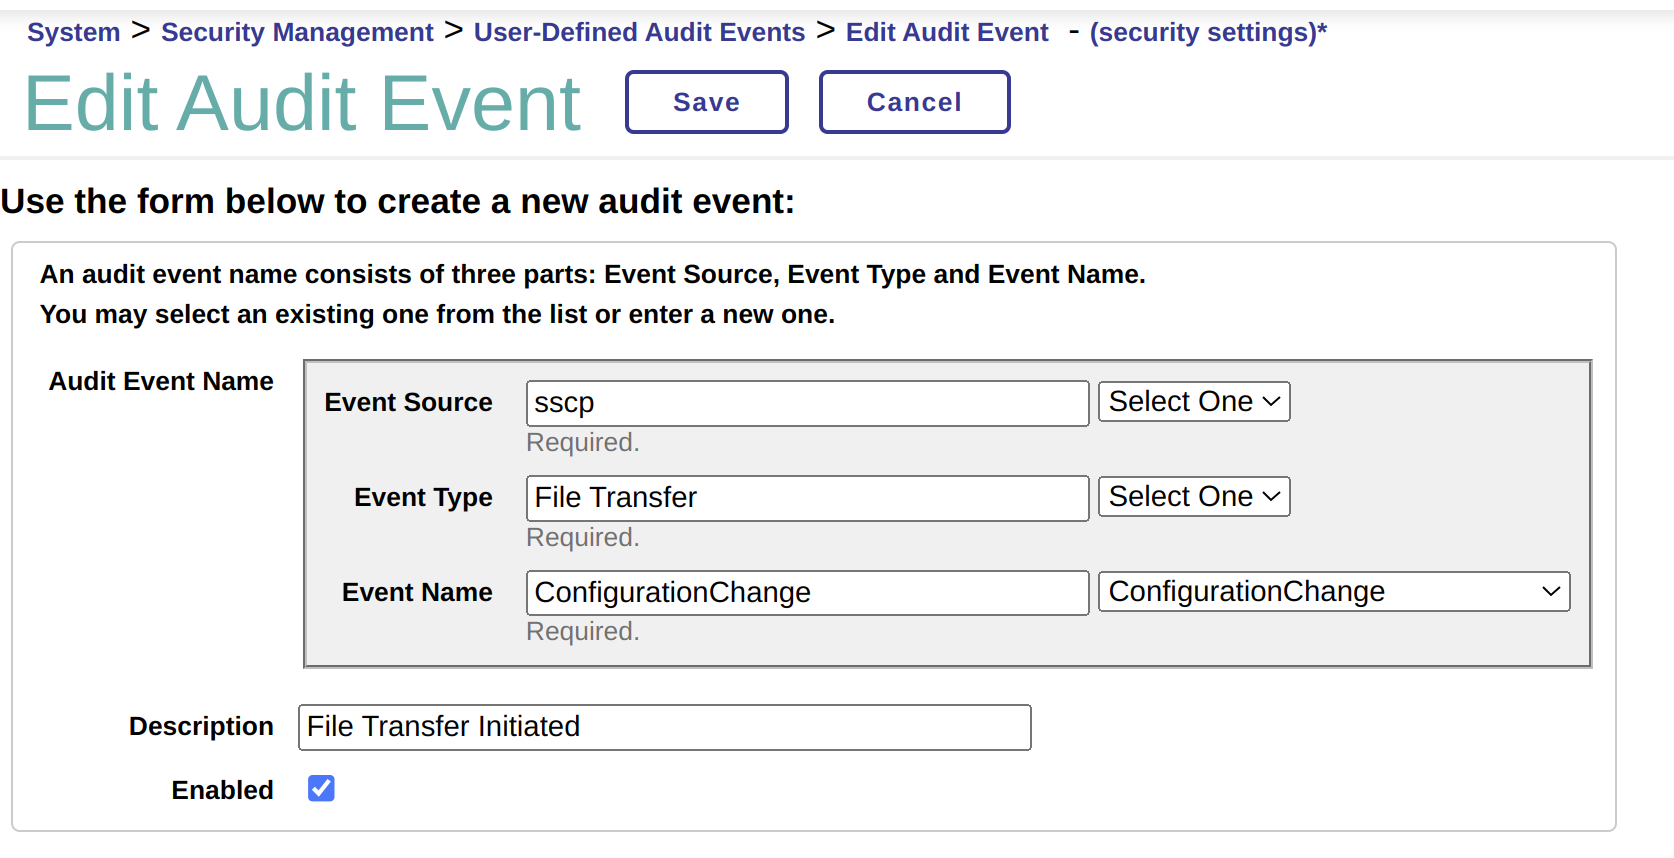 System > Security Management > User-Defined Audit Events > Edit Audit Event - (security settings)*
Edit Audit Event Save Cancel
Use the form below to create a new audit event:
An audit event name consists of three parts: Event Source, Event Type and Event Name.
You may select an existing one from the list or enter a new one.
Audit Event Name
Event Source sscp Select One
Required.
Event Type File Transfer Select One
Required.
Event Name ConfigurationChange ConfigurationChange
Required.
Description File Transfer Initiated
Enabled